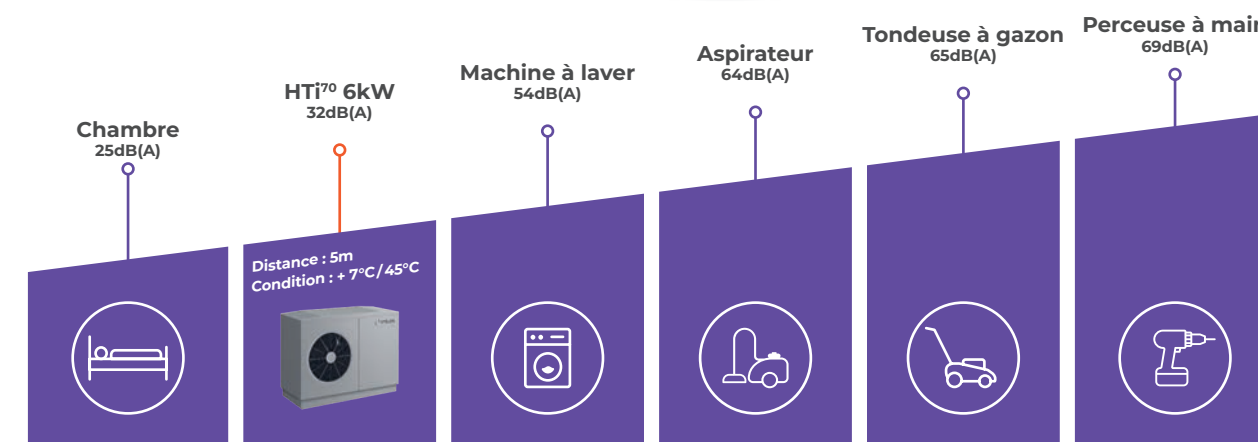 Chambre
25dB(A)
HTi⁷⁰ 6kW
32dB(A)
Machine à laver
54dB(A)
Aspirateur
64dB(A)
Tondeuse à gazon
65dB(A)
Perceuse à main
69dB(A)
Distance : 5m
Condition : + 7°C / 45°C